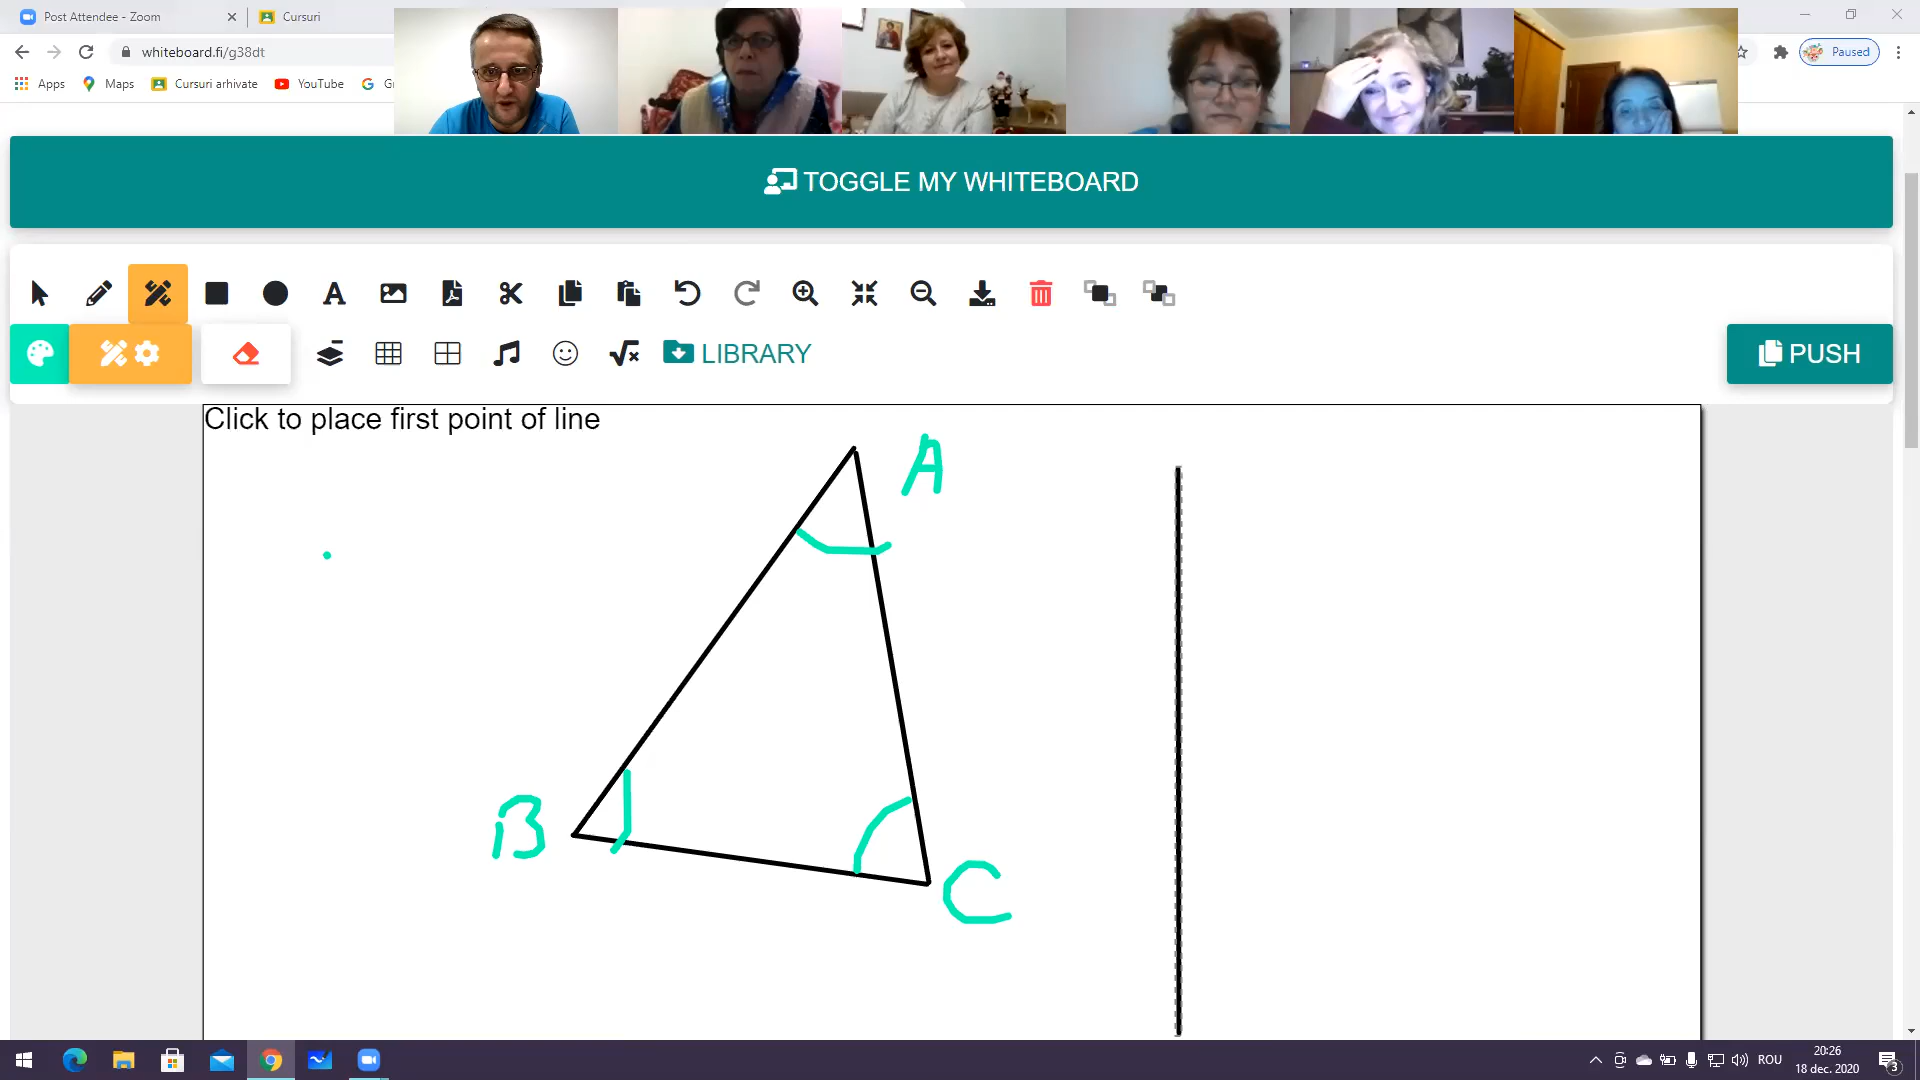 Post Attendee - Zoom
Cursuri
whiteboard.fi/g38dt
Paused
Apps
Maps
Cursuri arhivate
YouTube
TOGGLE MY WHITEBOARD
LIBRARY
PUSH
Click to place first point of line
A
B
C
ROU
20:26
18 dec. 2020
3